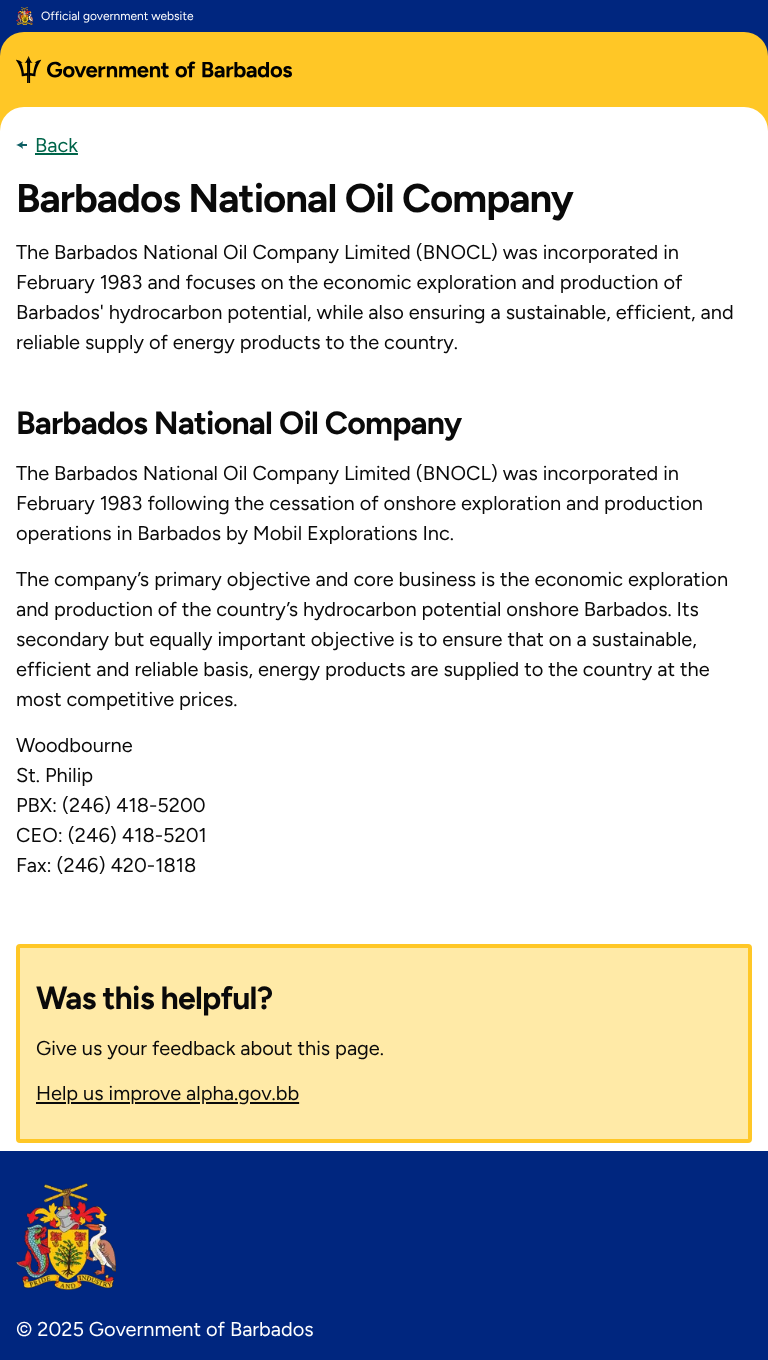 Official government website
Government of Barbados
Back
Barbados National Oil Company
The Barbados National Oil Company Limited (BNOCL) was incorporated in
February 1983 and focuses on the economic exploration and production of
Barbados' hydrocarbon potential, while also ensuring a sustainable, efficient, and
reliable supply of energy products to the country.
Barbados National Oil Company
The Barbados National Oil Company Limited (BNOCL) was incorporated in
February 1983 following the cessation of onshore exploration and production
operations in Barbados by Mobil Explorations Inc.
The company’s primary objective and core business is the economic exploration
and production of the country’s hydrocarbon potential onshore Barbados. Its
secondary but equally important objective is to ensure that on a sustainable,
efficient and reliable basis, energy products are supplied to the country at the
most competitive prices.
Woodbourne
St. Philip
PBX: (246) 418-5200
CEO: (246) 418-5201
Fax: (246) 420-1818
Was this helpful?
Give us your feedback about this page.
Help us improve alpha.gov.bb
PRIDE AND INDUSTRY
© 2025 Government of Barbados